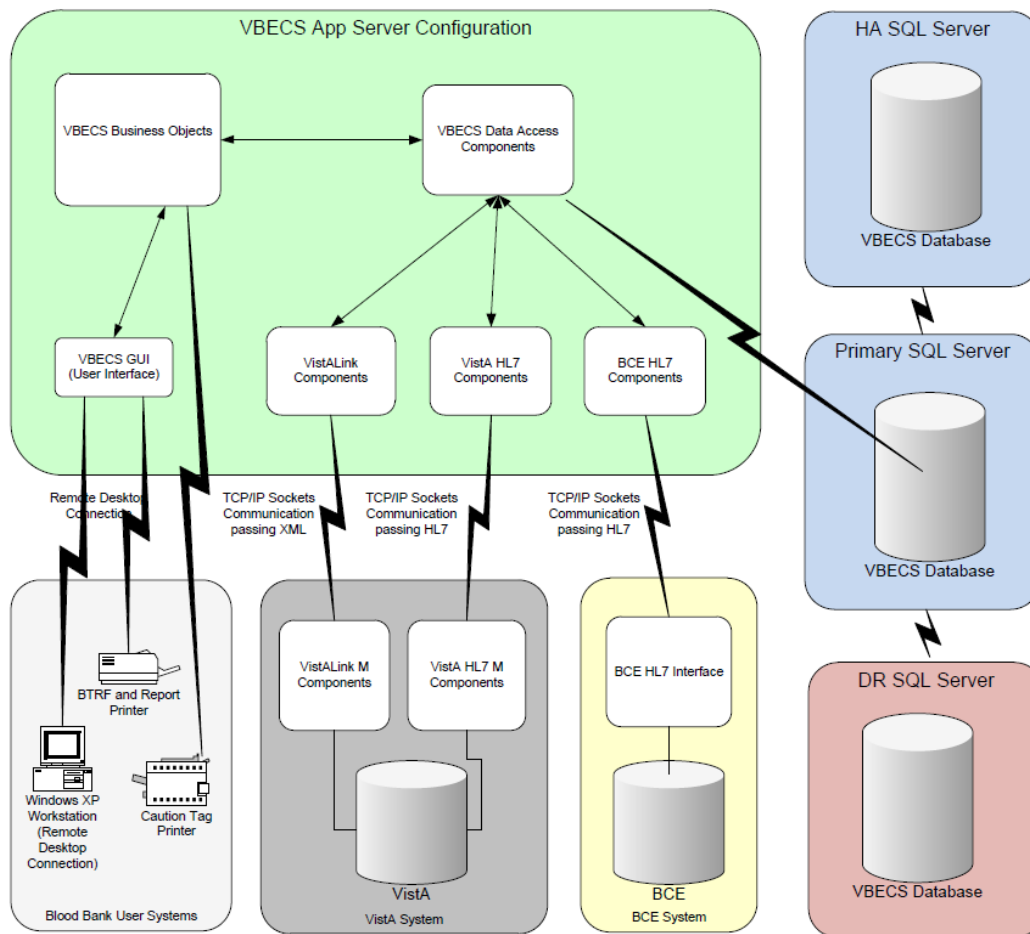 VBECS App Server Configuration
VBECS Business Objects
VBECS Data Access
Components
VBECS GUI
(User Interface)
VistALink
Components
VistA HL7
Components
BCE HL7
Components
Remote Desktop
Connection
TCP/IP Sockets
Communication
passing XML
TCP/IP Sockets
Communication
passing HL7
TCP/IP Sockets
Communication
passing HL7
BTRF and Report
Printer
Windows XP
Workstation
(Remote
Desktop
Connection)
Caution Tag
Printer
Blood Bank User Systems
VistALink M
Components
VistA HL7 M
Components
VistA
VistA System
BCE HL7 Interface
BCE
BCE System
HA SQL Server
VBECS Database
Primary SQL Server
VBECS Database
DR SQL Server
VBECS Database